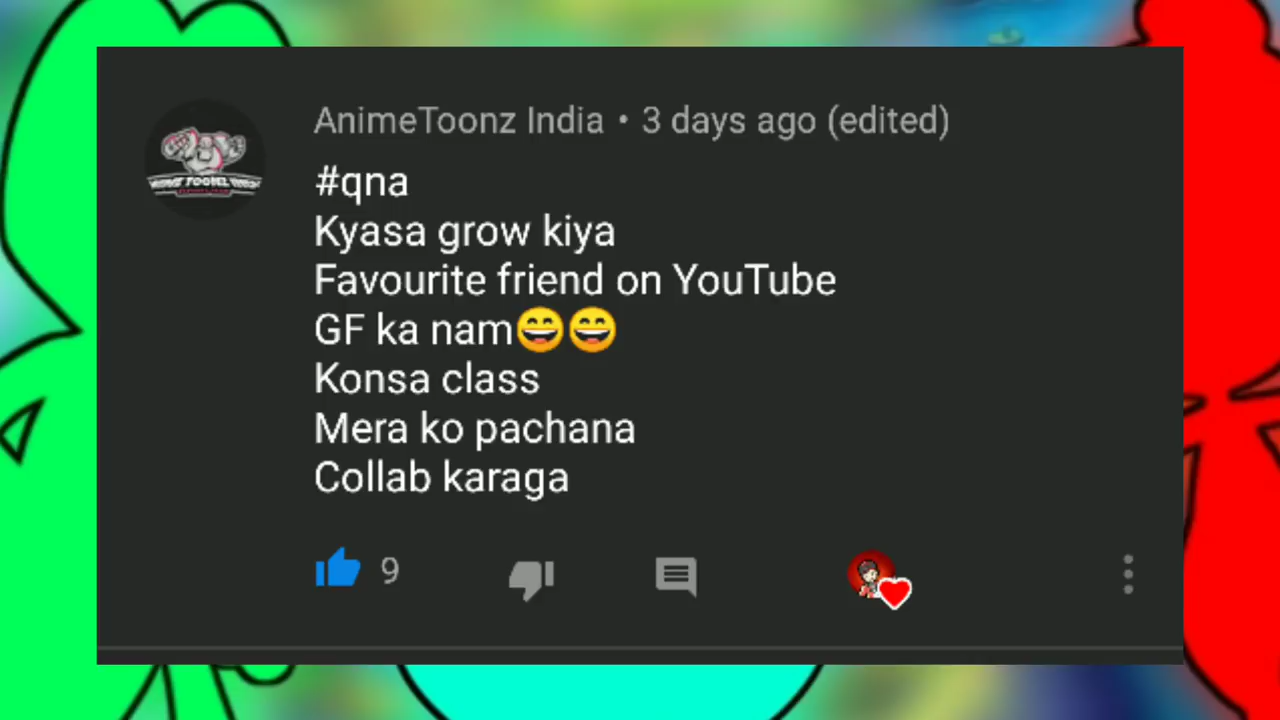 AnimeToonz India • 3 days ago (edited)
#qna
Kyasa grow kiya
Favourite friend on YouTube
GF ka nam😄😄
Konsa class
Mera ko pachana
Collab karaga
9